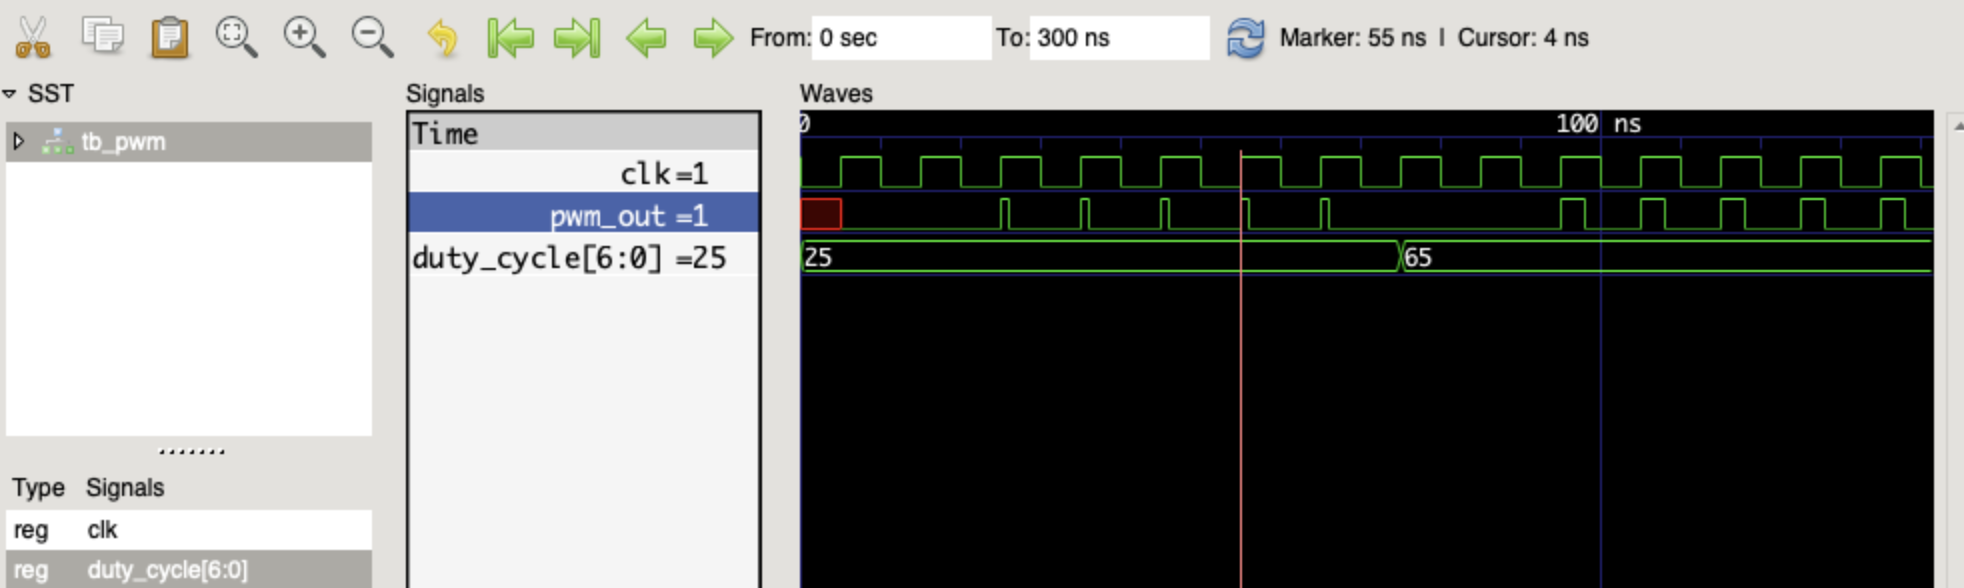 From: 0 sec To: 300 ns Marker: 55 ns | Cursor: 4 ns
SST
tb_pwm
Type Signals
reg clk
reg duty_cycle[6:0]
Signals
Time
clk=1
pwm_out =1
duty_cycle[6:0] =25
Waves
0 100 ns
25 65